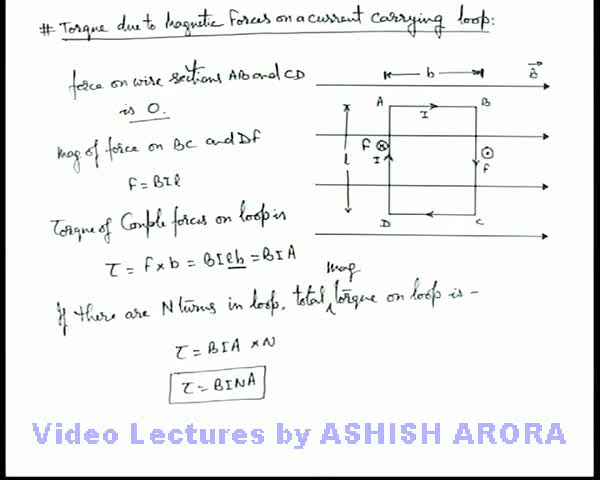 # Torque due to Magnetic Forces on a current carrying loop:
force on wire sections AB and CD
is 0.
Mag of force on BC and DF
F = BIl
Torque of Couple forces on loop is
τ = f × b = BIlb = BIA
If there are N turns in loop, total mag torque on loop is –
τ = BIA × N
τ = BINA
b
B
A
B
I
F
I
l
F
D
C
Video Lectures by ASHISH ARORA